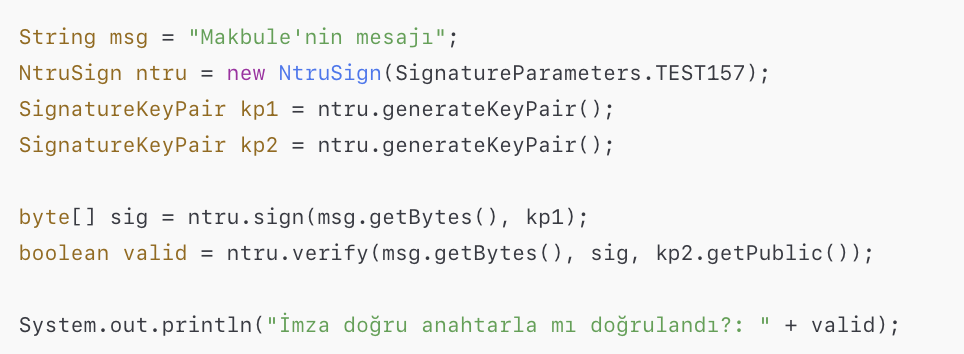 String msg = "Makbule'nin mesajı";
NtruSign ntru = new NtruSign(SignatureParameters.TEST157);
SignatureKeyPair kp1 = ntru.generateKeyPair();
SignatureKeyPair kp2 = ntru.generateKeyPair();
byte[] sig = ntru.sign(msg.getBytes(), kp1);
boolean valid = ntru.verify(msg.getBytes(), sig, kp2.getPublic());
System.out.println("İmza doğru anahtarla mı doğrulandı?: " + valid);